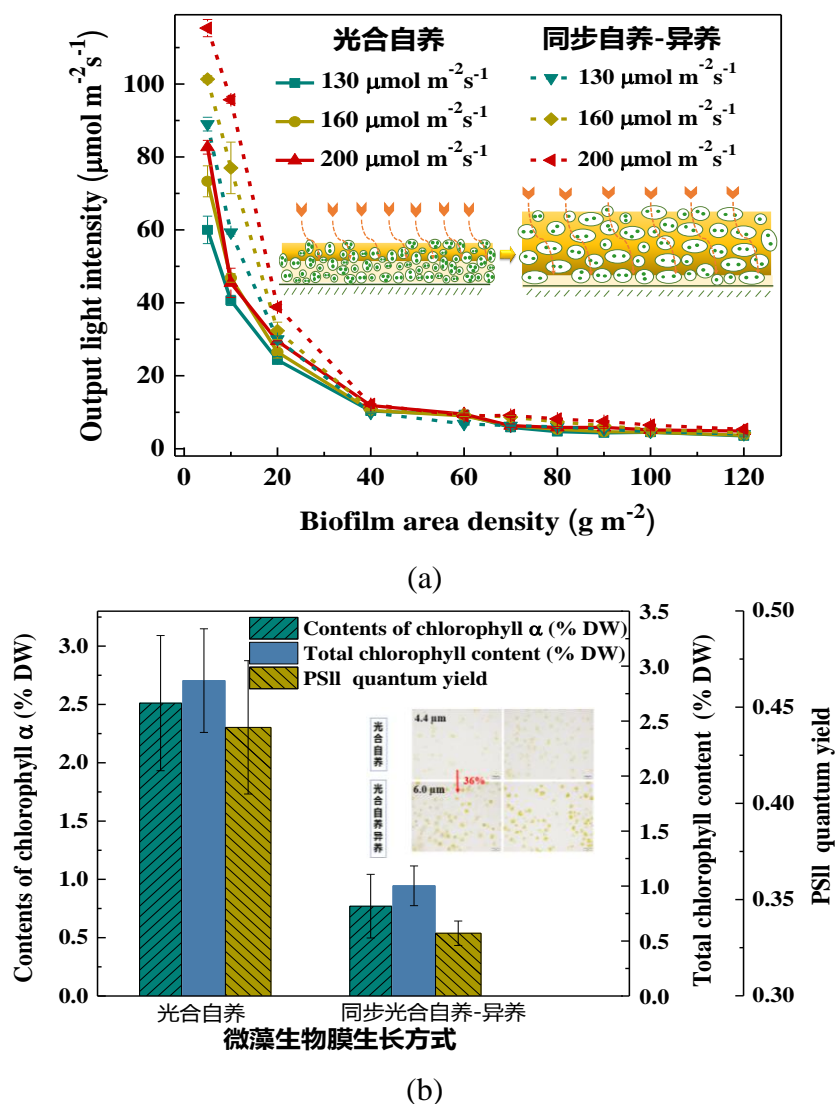 光合自养
同步自养-异养
130 μmol m⁻²s⁻¹
160 μmol m⁻²s⁻¹
200 μmol m⁻²s⁻¹
130 μmol m⁻²s⁻¹
160 μmol m⁻²s⁻¹
200 μmol m⁻²s⁻¹
Output light intensity (μmol m⁻²s⁻¹)
100
80
60
40
20
0
0
20
40
60
80
100
120
Biofilm area density (g m⁻²)
(a)
Contents of chlorophyll α (% DW)
3.0
2.5
2.0
1.5
1.0
0.5
0.0
Contents of chlorophyll α (% DW)
Total chlorophyll content (% DW)
PSll quantum yield
光合自养
4.4 μm
36%
光合自养异养
6.0 μm
3.5
3.0
2.5
2.0
1.5
1.0
0.5
0.0
Total chlorophyll content (% DW)
0.50
0.45
0.40
0.35
0.30
PSll quantum yield
光合自养
同步光合自养-异养
微藻生物膜生长方式
(b)